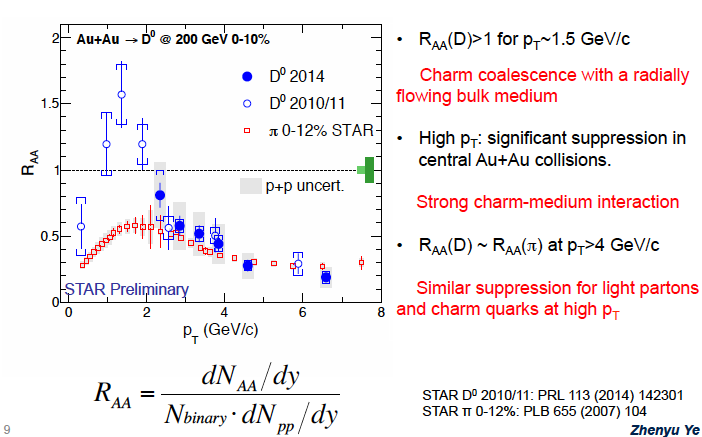 Au+Au → D⁰ @ 200 GeV 0-10%
D⁰ 2014
D⁰ 2010/11
π 0-12% STAR
p+p uncert.
STAR Preliminary
R_AA
2
1.5
1
0.5
0
0 2 4 6 8
p_T (GeV/c)
R_AA = dN_AA/dy / N_binary · dN_pp/dy
• R_AA(D)>1 for p_T~1.5 GeV/c
Charm coalescence with a radially
flowing bulk medium
• High p_T: significant suppression in
central Au+Au collisions.
Strong charm-medium interaction
• R_AA(D) ~ R_AA(π) at p_T>4 GeV/c
Similar suppression for light partons
and charm quarks at high p_T
STAR D⁰ 2010/11: PRL 113 (2014) 142301
STAR π 0-12%: PLB 655 (2007) 104
9
Zhenyu Ye